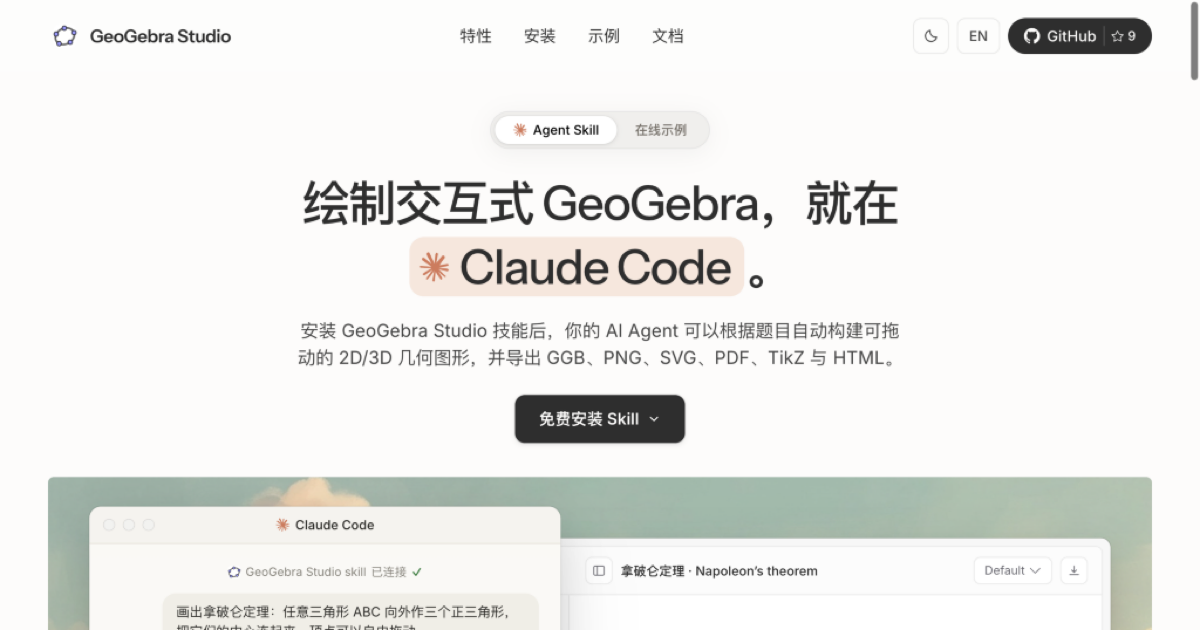 GeoGebra Studio
特性
安装
示例
文档
EN
GitHub
9
Agent Skill
在线示例
绘制交互式 GeoGebra，就在
Claude Code 。
安装 GeoGebra Studio 技能后，你的 AI Agent 可以根据题目自动构建可拖
动的 2D/3D 几何图形，并导出 GGB、PNG、SVG、PDF、TikZ 与 HTML。
免费安装 Skill
Claude Code
GeoGebra Studio skill 已连接
拿破仑定理 · Napoleon's theorem
Default
画出拿破仑定理：任意三角形 ABC 向外作三个正三角形，